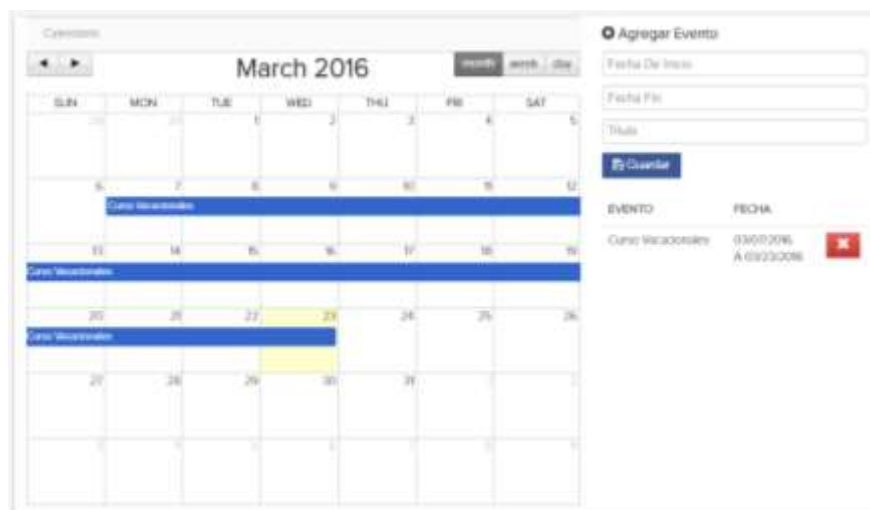 Calendario
Agregar Evento
March 2016
month week day
Fecha De Inicio
Fecha Fin
Título
Guardar
SUN MON TUE WED THU FRI SAT
1 2 3 4 5
6 7 8 9 10 11 12
Curso Vacacionales
EVENTO FECHA
Curso Vacacionales 03/07/2016
A 03/23/2016
13 14 15 16 17 18 19
Curso Vacacionales
20 21 22 23 24 25 26
Curso Vacacionales
27 28 29 30 31